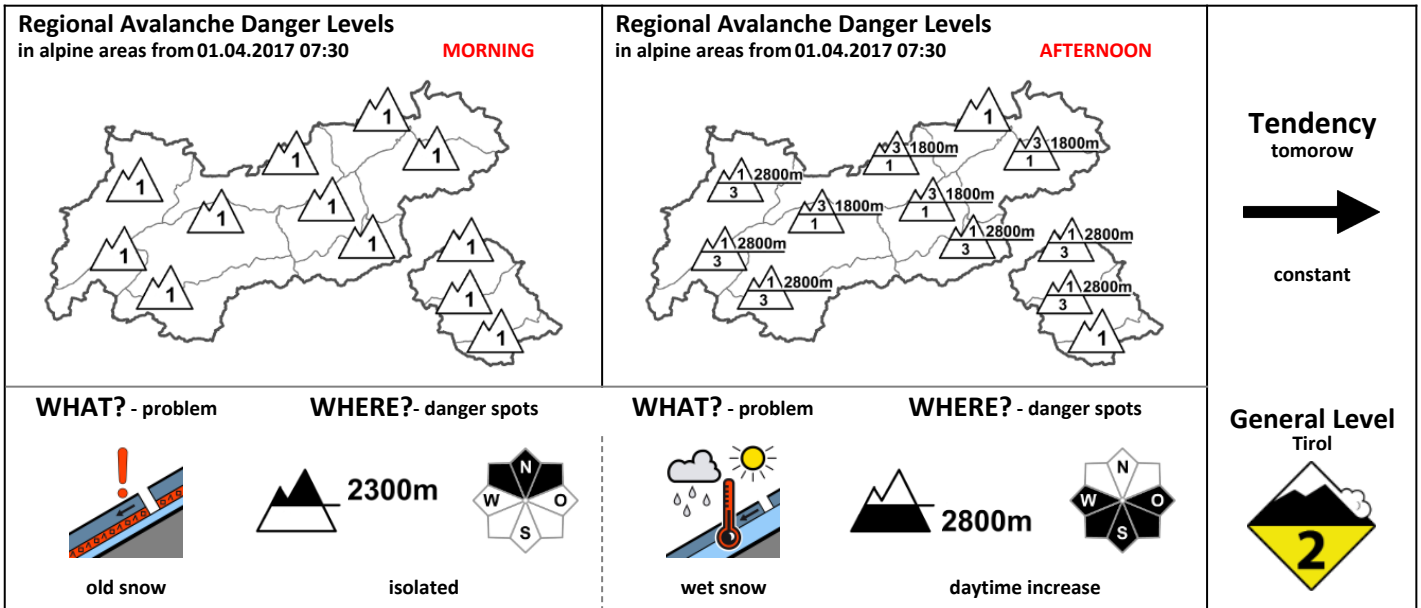 Regional Avalanche Danger Levels
in alpine areas from 01.04.2017 07:30 MORNING
1
1
1
1
1
1
1
1
1
1
1
1
Regional Avalanche Danger Levels
in alpine areas from 01.04.2017 07:30 AFTERNOON
1
3 1800m
1
3 1800m
1
1 2800m
3
3 1800m
1
3 1800m
1
1 2800m
3
1 2800m
3
1 2800m
3
1 2800m
3
1 2800m
3
1
Tendency
tomorow
constant
WHAT? - problem
old snow
WHERE? - danger spots
2300m
N
W O
S
isolated
WHAT? - problem
wet snow
WHERE? - danger spots
2800m
N
W O
S
daytime increase
General Level
Tirol
2